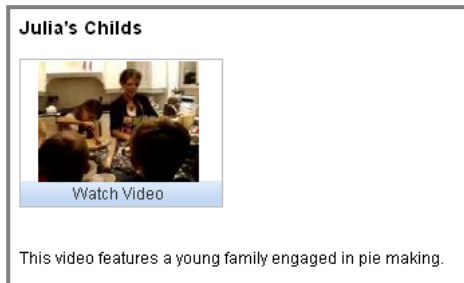 Julia's Childs
Watch Video
This video features a young family engaged in pie making.